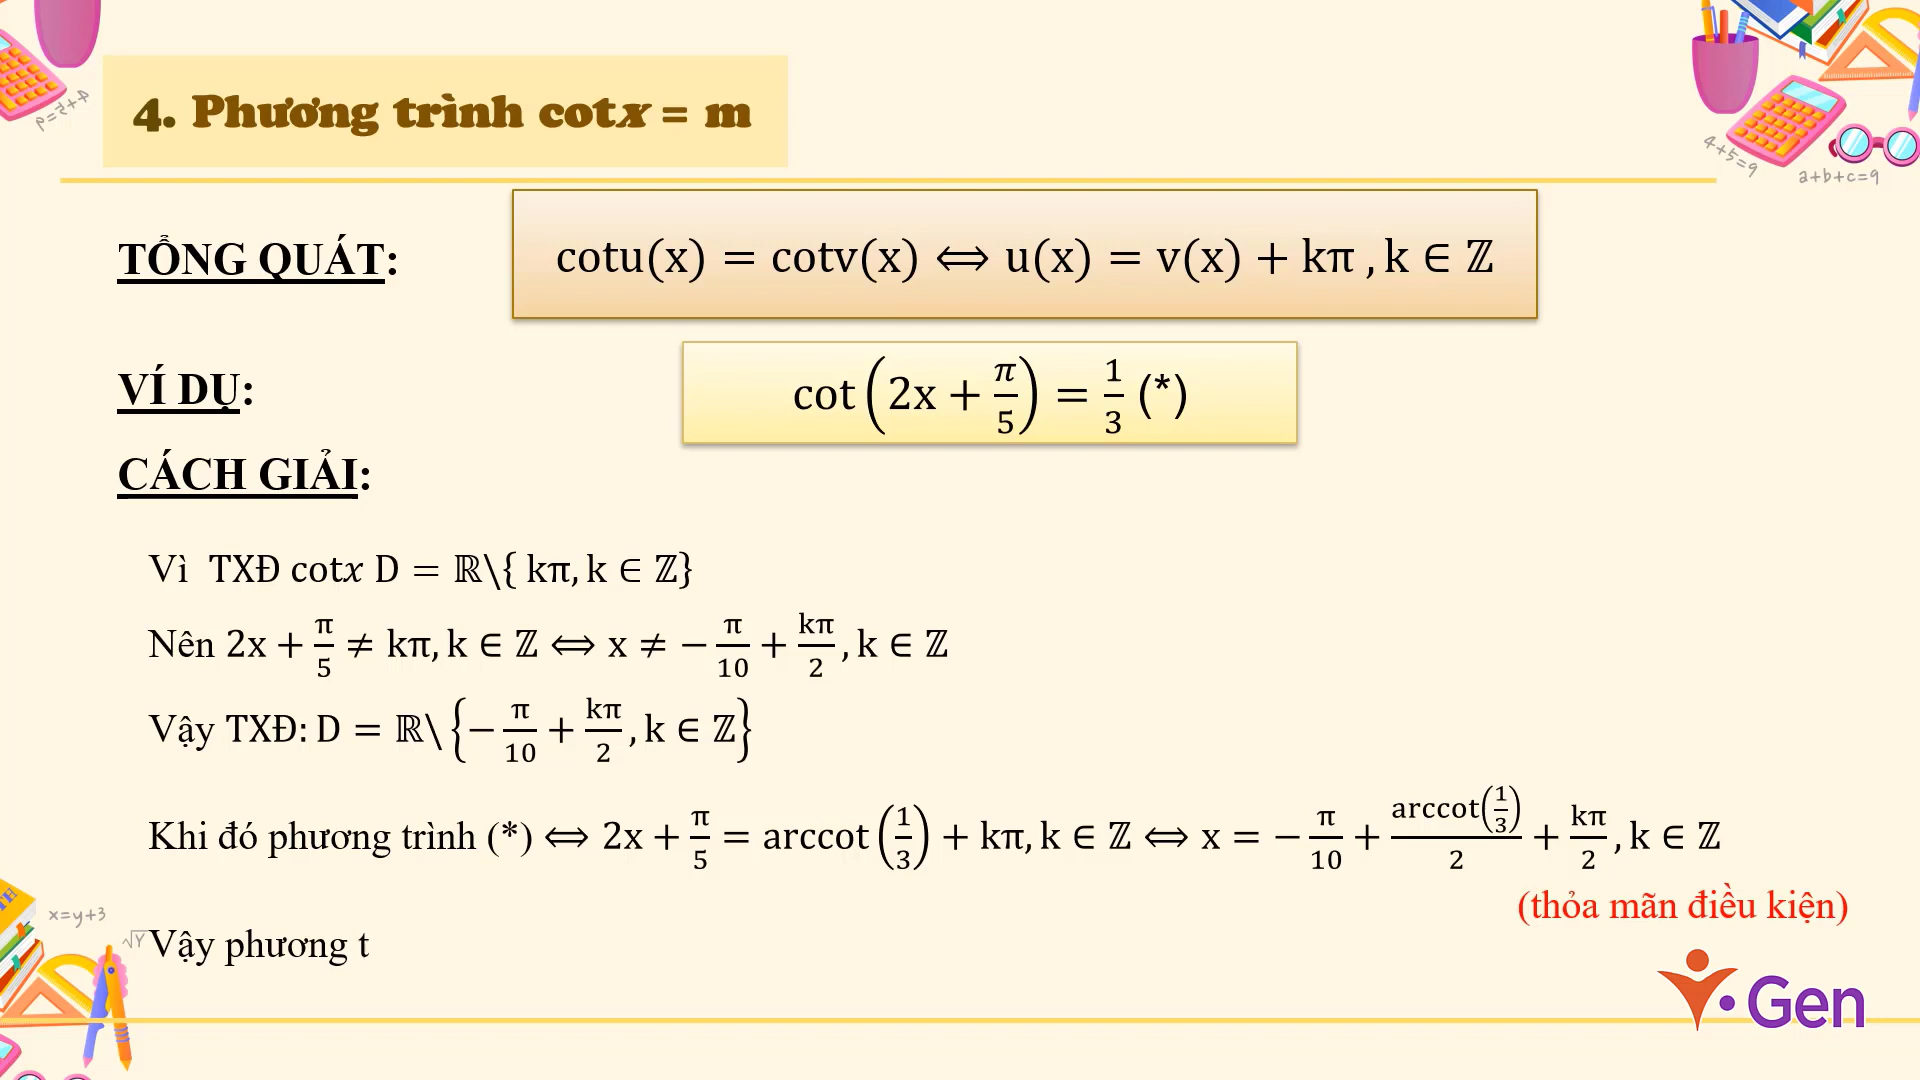 4+5=9
4. Phương trình cotx = m
4+5=9
a+b+c=9
TỔNG QUÁT:
cotu(x) = cotv(x) ⟺ u(x) = v(x) + kπ , k ∈ ℤ
VÍ DỤ:
cot(2x + π/5) = 1/3 (*)
CÁCH GIẢI:
Vì TXĐ cotx D = ℝ\{ kπ, k ∈ ℤ}
Nên 2x + π/5 ≠ kπ, k ∈ ℤ ⟺ x ≠ − π/10 + kπ/2 , k ∈ ℤ
Vậy TXĐ: D = ℝ\ {− π/10 + kπ/2 , k ∈ ℤ}
Khi đó phương trình (*) ⟺ 2x + π/5 = arccot(1/3) + kπ, k ∈ ℤ ⟺ x = − π/10 + arccot(1/3)/2 + kπ/2 , k ∈ ℤ
(thỏa mãn điều kiện)
x=y+3
√Y
Vậy phương t
Gen